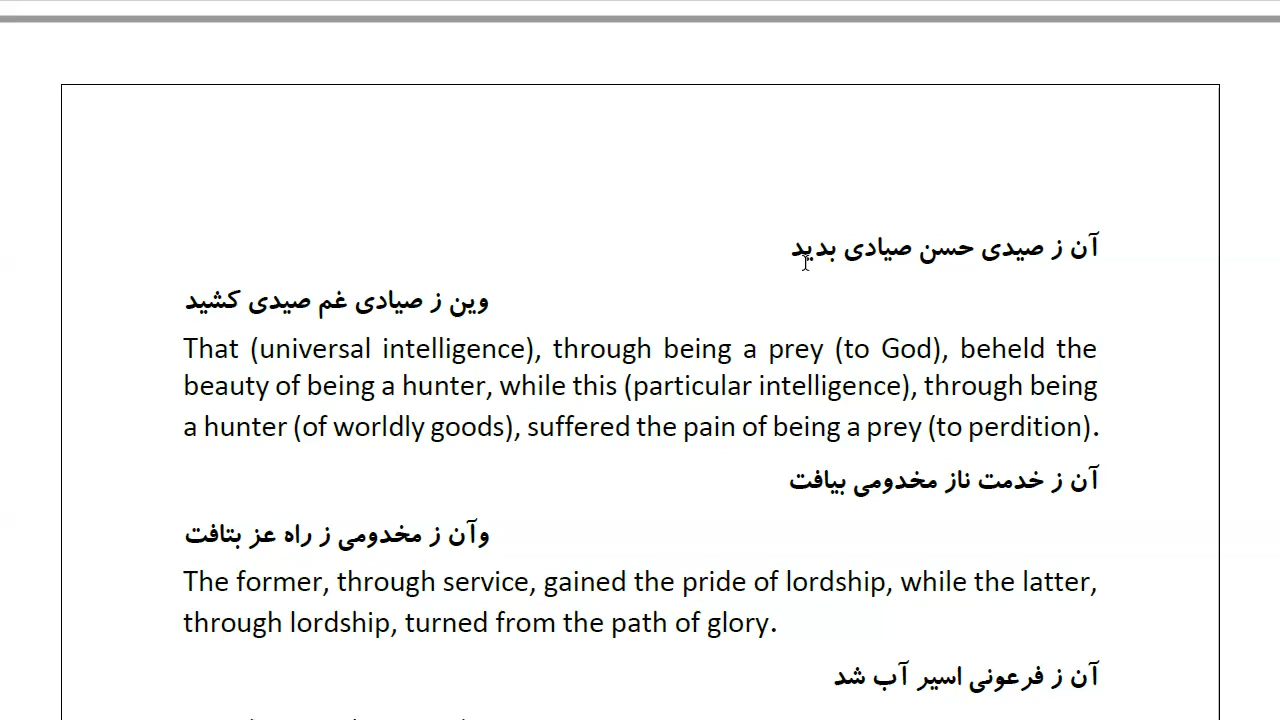 آن ز صیدی حسن صیادی بدید
وین ز صیادی غم صیدی کشید
That (universal intelligence), through being a prey (to God), beheld the
beauty of being a hunter, while this (particular intelligence), through being
a hunter (of worldly goods), suffered the pain of being a prey (to perdition).
آن ز خدمت ناز مخدومی بیافت
وآن ز مخدومی ز راه عز بتافت
The former, through service, gained the pride of lordship, while the latter,
through lordship, turned from the path of glory.
آن ز فرعونی اسیر آب شد